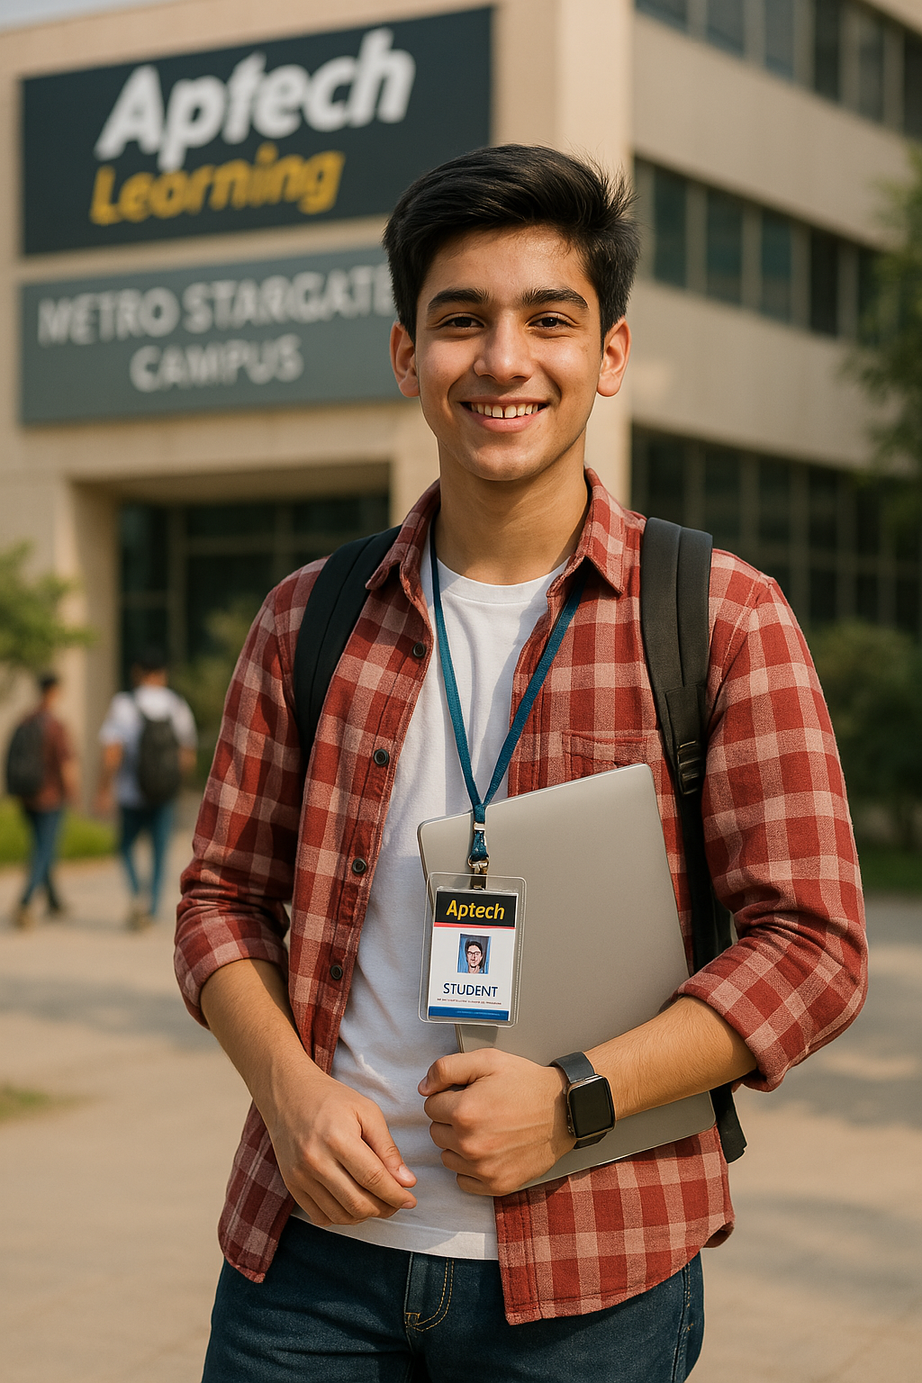 Aptech
Learning
METRO STARGATE
CAMPUS
Aptech
STUDENT